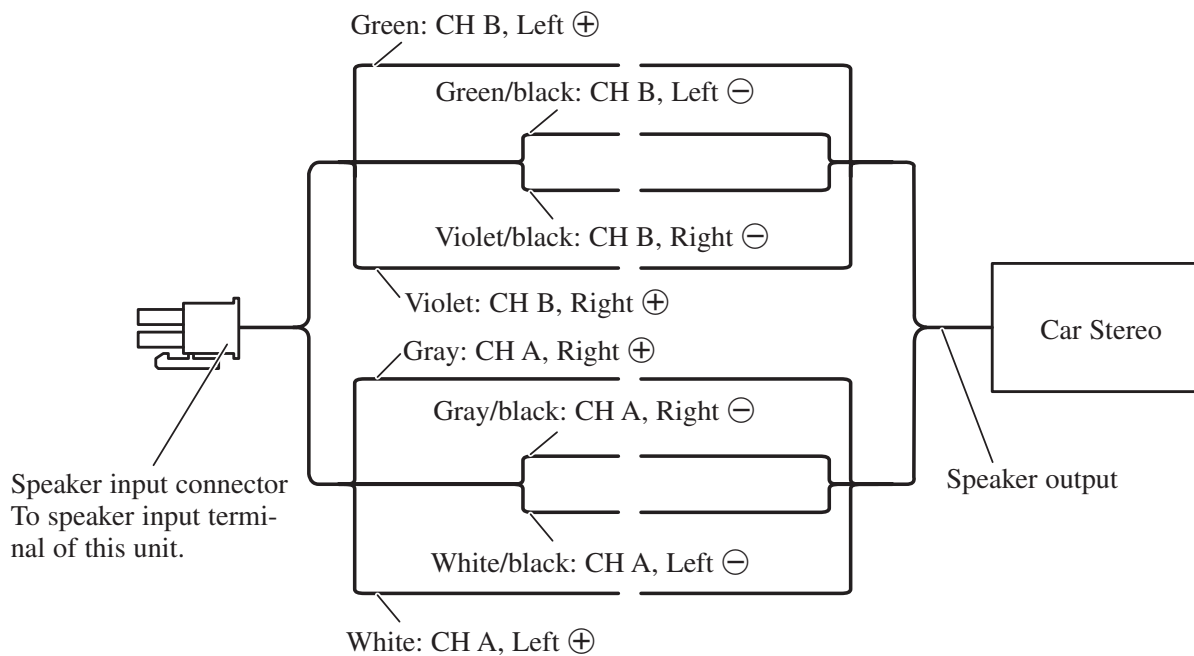 Green: CH B, Left ⊕
Green/black: CH B, Left ⊖
Violet/black: CH B, Right ⊖
Violet: CH B, Right ⊕
Gray: CH A, Right ⊕
Gray/black: CH A, Right ⊖
White/black: CH A, Left ⊖
White: CH A, Left ⊕
Speaker input connector
To speaker input termi-
nal of this unit.
Car Stereo
Speaker output